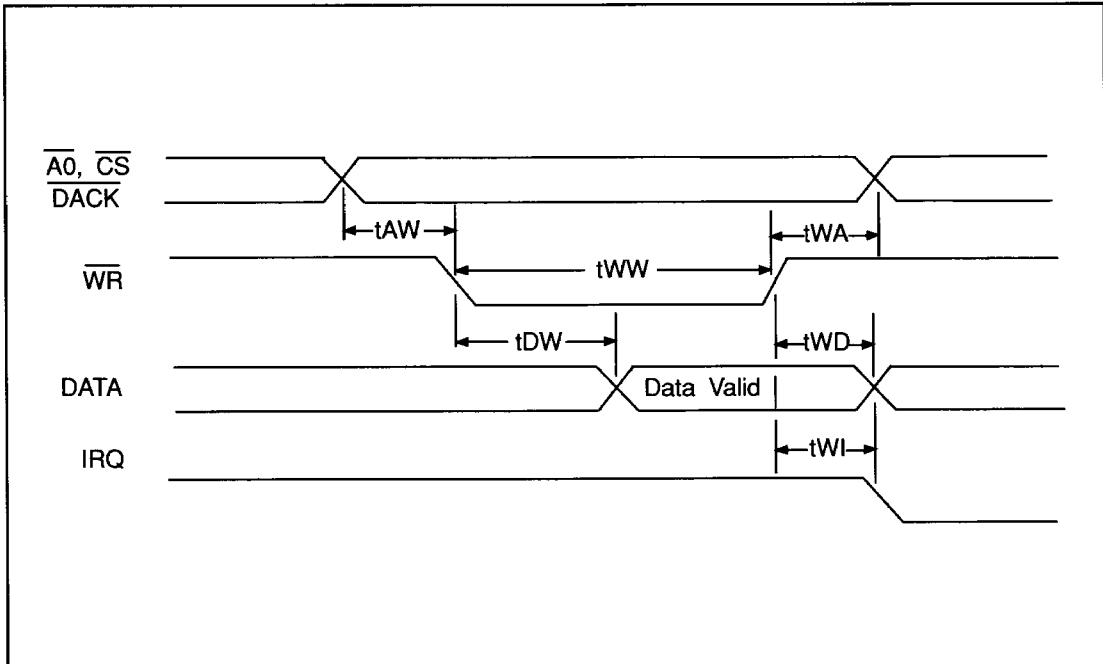 A0, CS
DACK
tAW
tWA
WR
tWW
tDW
tWD
DATA
Data Valid
IRQ
tWI